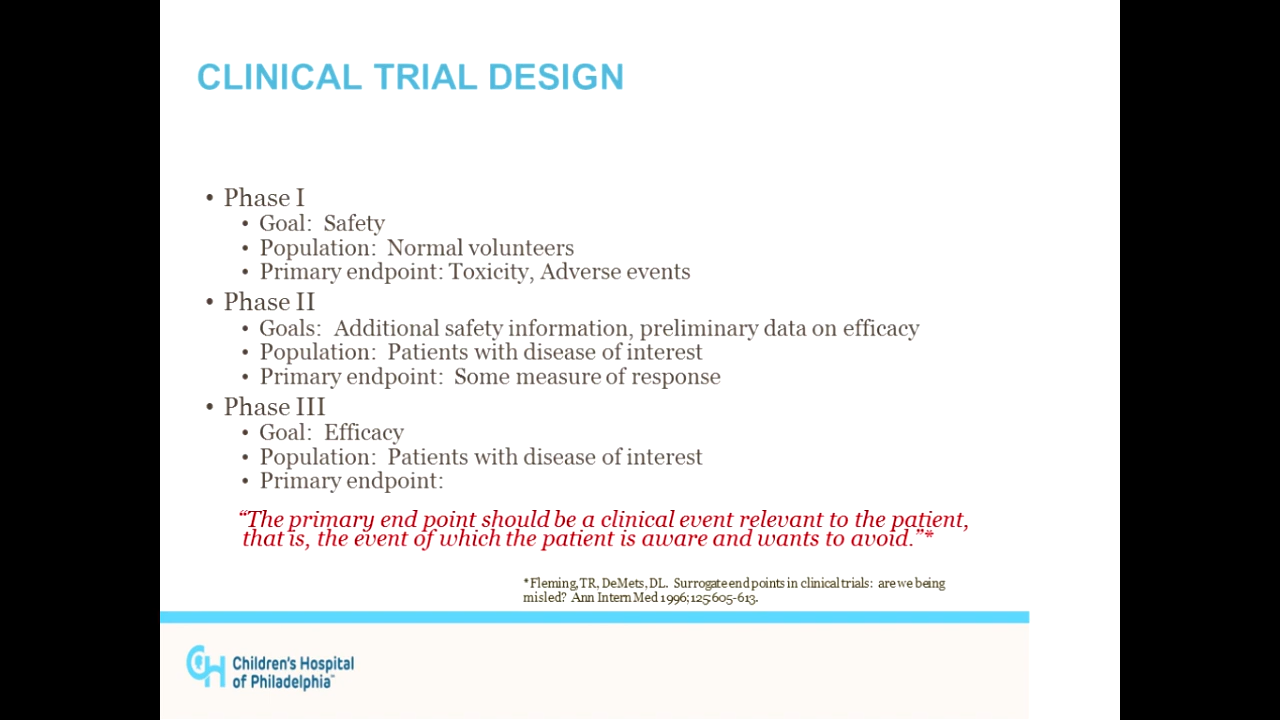 CLINICAL TRIAL DESIGN
• Phase I
• Goal: Safety
• Population: Normal volunteers
• Primary endpoint: Toxicity, Adverse events
• Phase II
• Goals: Additional safety information, preliminary data on efficacy
• Population: Patients with disease of interest
• Primary endpoint: Some measure of response
• Phase III
• Goal: Efficacy
• Population: Patients with disease of interest
• Primary endpoint:
“The primary end point should be a clinical event relevant to the patient,
that is, the event of which the patient is aware and wants to avoid.”*
*Fleming,TR, DeMets, DL. Surrogate end points in clinical trials: are we being
misled? Ann Intern Med 1996;125:605-613.
CH Children's Hospital
of Philadelphia™